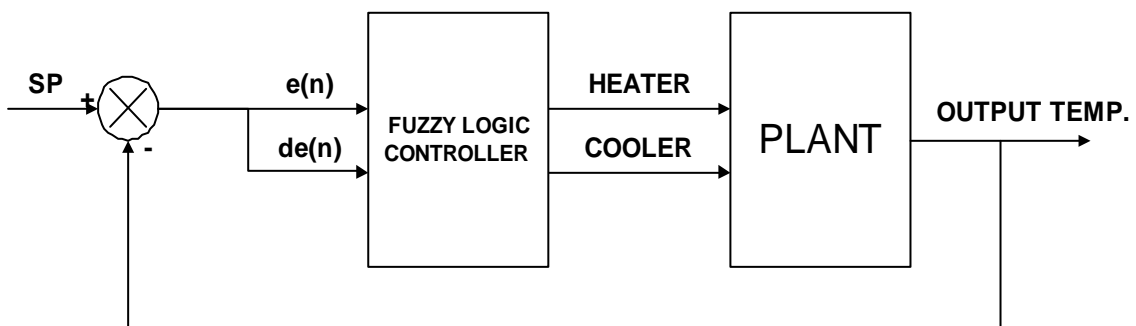 SP
+
-
e(n)
de(n)
FUZZY LOGIC
CONTROLLER
HEATER
COOLER
PLANT
OUTPUT TEMP.